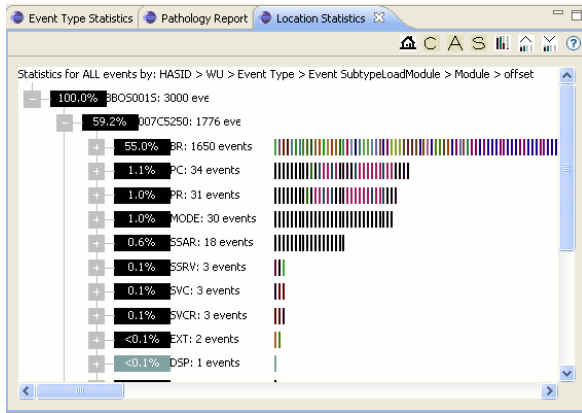 Event Type Statistics Pathology Report Location Statistics
C A S
Statistics for ALL events by: HASID > WU > Event Type > Event SubtypeLoadModule > Module > offset
100.0% BBOS001S: 3000 eve
59.2% 007C5250: 1776 eve
55.0% BR: 1650 events
1.1% PC: 34 events
1.0% PR: 31 events
1.0% MODE: 30 events
0.6% SSAR: 18 events
0.1% SSRV: 3 events
0.1% SVC: 3 events
0.1% SVCR: 3 events
<0.1% EXT: 2 events
<0.1% DSP: 1 events